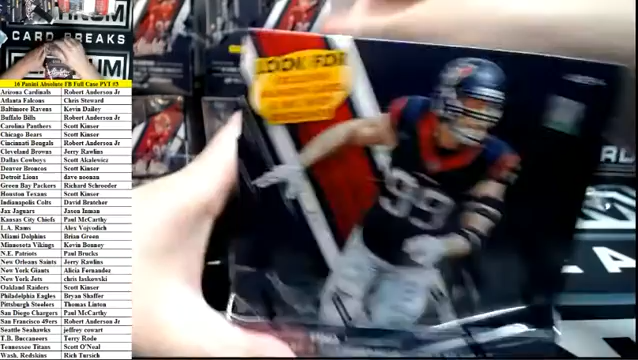 CARD BREAKS
LOOK FOR
99
16 Panini Absolute FB Full Case PYT #3
Arizona Cardinals Robert Anderson Jr
Atlanta Falcons Chris Steward
Baltimore Ravens Kevin Dailey
Buffalo Bills Robert Anderson Jr
Carolina Panthers Scott Kinser
Chicago Bears Scott Kinser
Cincinnati Bengals Robert Anderson Jr
Cleveland Browns Jerry Rawlins
Dallas Cowboys Scott Akalewicz
Denver Broncos Scott Kinser
Detroit Lions dave noonan
Green Bay Packers Richard Schroeder
Houston Texans Scott Kinser
Indianapolis Colts David Bratcher
Jax Jaguars Jason Inman
Kansas City Chiefs Paul McCarthy
L.A. Rams Alex Vojvodich
Miami Dolphins Brian Green
Minnesota Vikings Kevin Bonney
N.E. Patriots Paul Brucks
New Orleans Saints Jerry Rawlins
New York Giants Alicia Fernandez
New York Jets chris laskowski
Oakland Raiders Scott Kinser
Philadelphia Eagles Bryan Shaffer
Pittsburgh Steelers Thomas Linton
San Diego Chargers Paul McCarthy
San Francisco 49ers Robert Anderson Jr
Seattle Seahawks jeffrey cowart
T.B. Buccaneers Terry Rode
Tennessee Titans Scott O'Neal
Wash. Redskins Rich Tursich